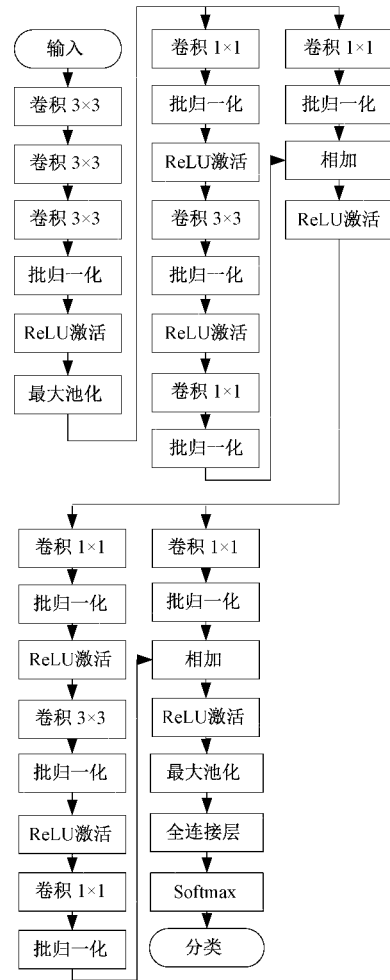 输入
卷积 3×3
卷积 3×3
卷积 3×3
批归一化
ReLU激活
最大池化
卷积 1×1
批归一化
ReLU激活
卷积 3×3
批归一化
ReLU激活
卷积 1×1
批归一化
卷积 1×1
批归一化
相加
ReLU激活
卷积 1×1
批归一化
ReLU激活
卷积 3×3
批归一化
ReLU激活
卷积 1×1
批归一化
卷积 1×1
批归一化
相加
ReLU激活
最大池化
全连接层
Softmax
分类